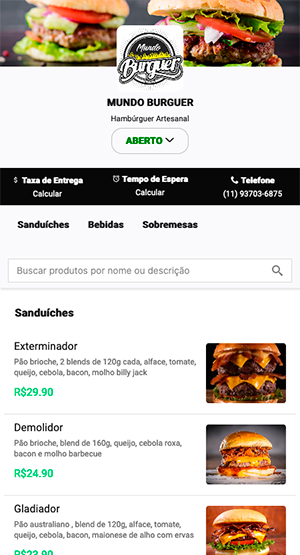 Mundo
Burguer
MUNDO BURGUER
Hambúrguer Artesanal
ABERTO
$ Taxa de Entrega
Calcular
Tempo de Espera
Calcular
Telefone
(11) 93703-6875
Sanduíches Bebidas Sobremesas
Buscar produtos por nome ou descrição
Sanduíches
Exterminador
Pão brioche, 2 blends de 120g cada, alface, tomate,
queijo, cebola, bacon, molho billy jack
R$29.90
Demolidor
Pão brioche, blend de 160g, queijo, cebola roxa,
bacon e molho barbecue
R$24.90
Gladiador
Pão australiano , blend de 120g, alface, tomate,
queijo, cebola, bacon, maionese de alho com ervas
R$23.90